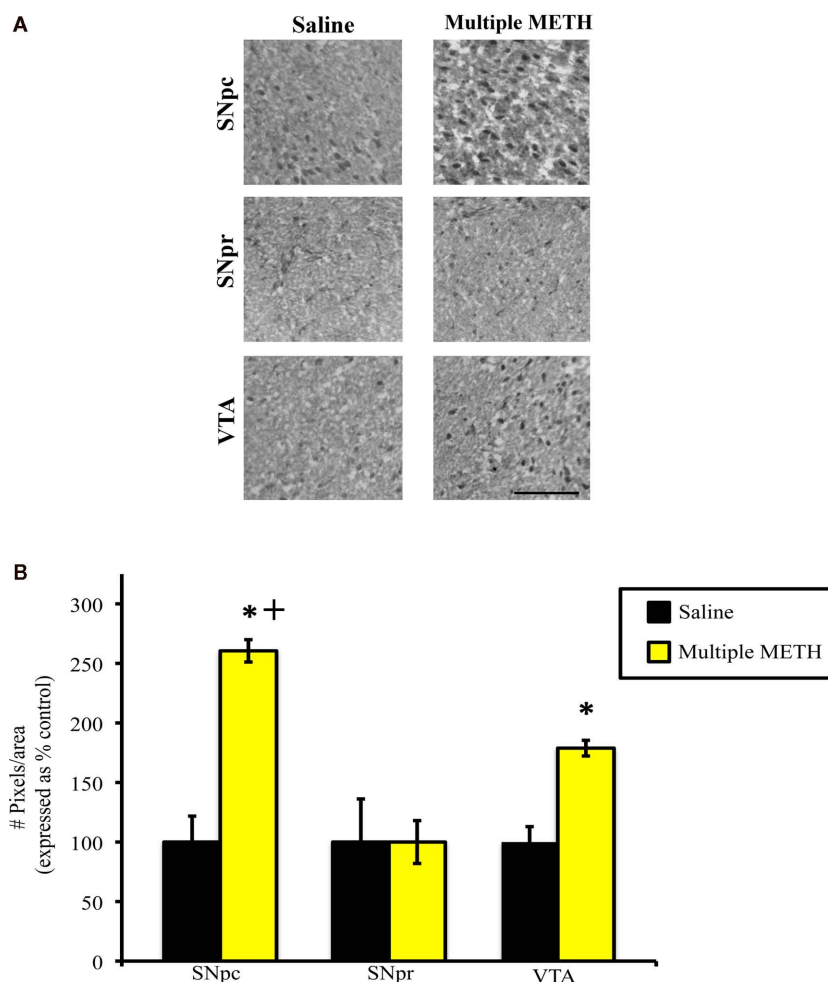 A
Saline Multiple METH
SNpc
SNpr
VTA
B
300
250
200
150
100
50
0
# Pixels/area
(expressed as % control)
* +
*
SNpc SNpr VTA
Saline
Multiple METH